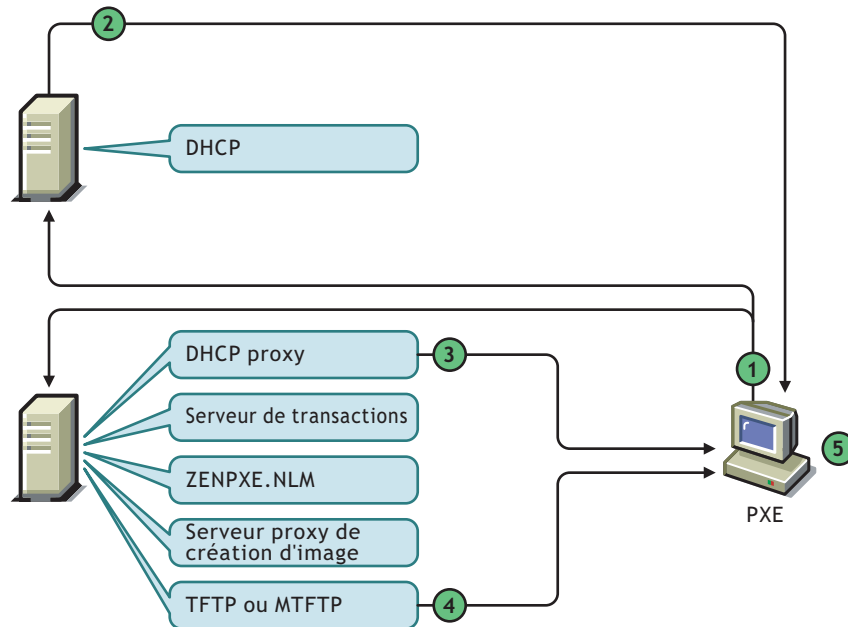 2
DHCP
DHCP proxy
3
1
Serveur de transactions
5
ZENPXE.NLM
PXE
Serveur proxy de
création d'image
TFTP ou MTFTP
4